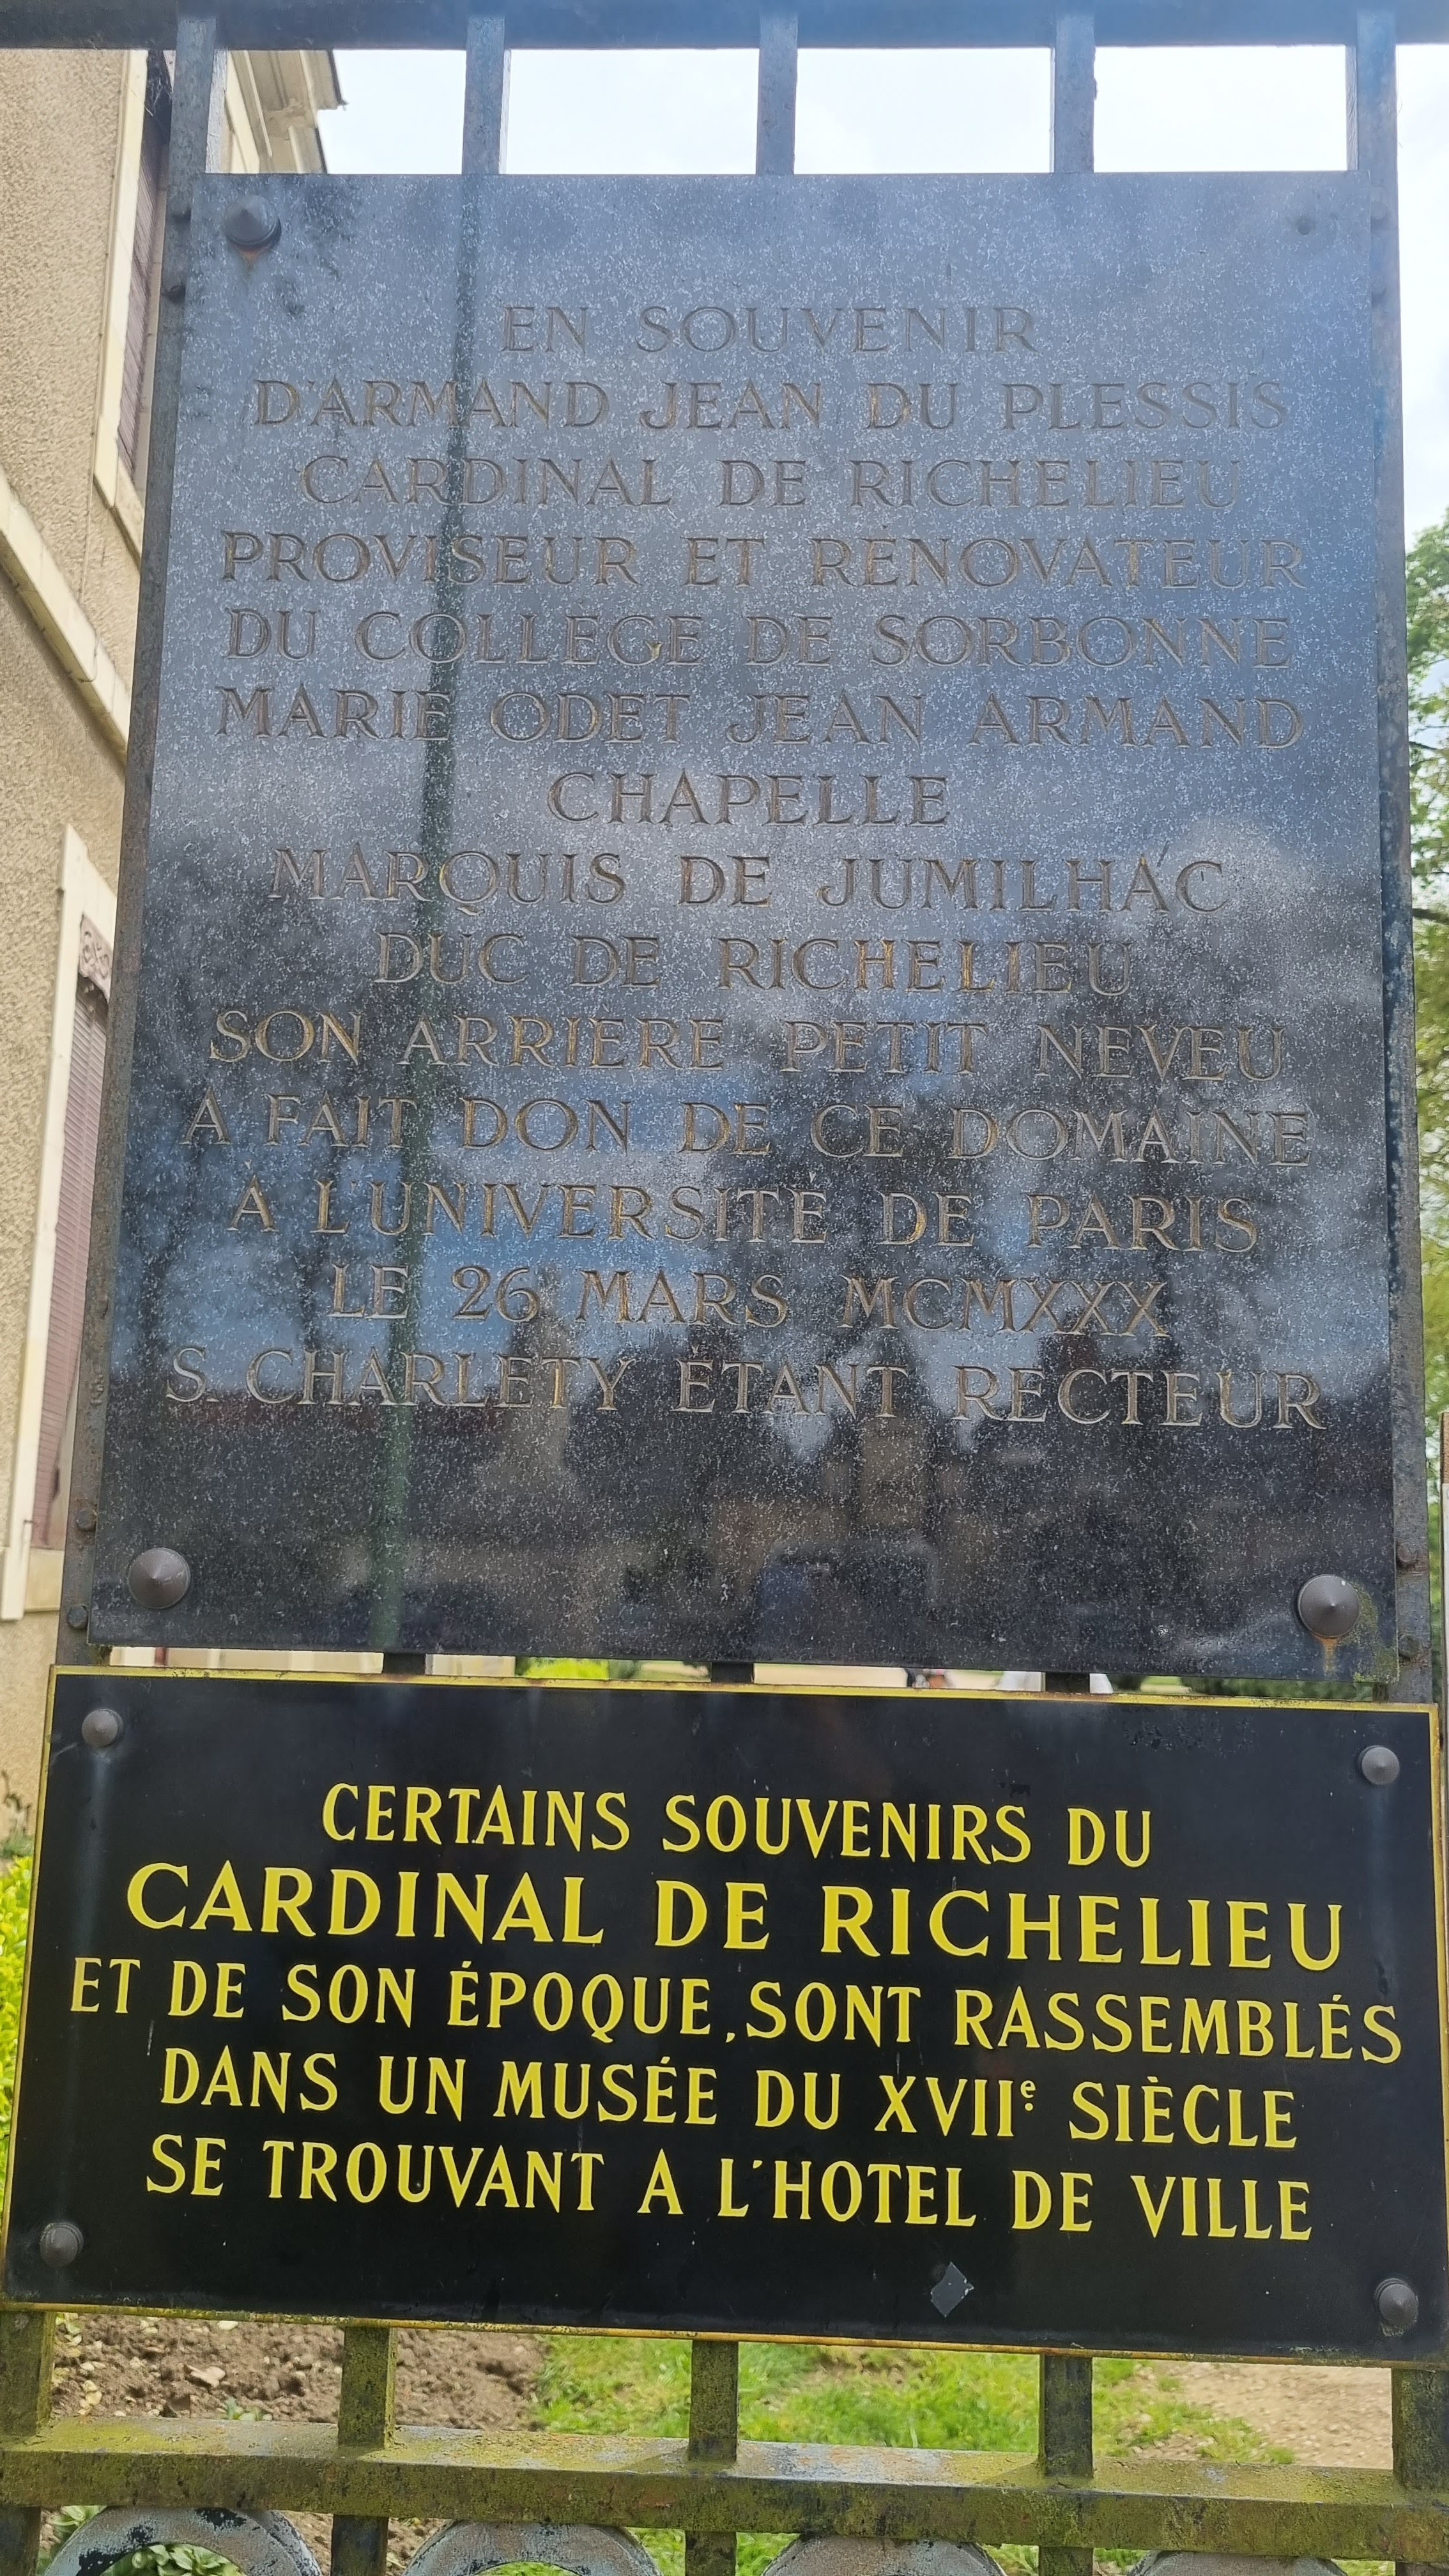 EN SOUVENIR
D'ARMAND JEAN DU PLESSIS
CARDINAL DE RICHELIEU
PROVISEUR ET RÉNOVATEUR
DU COLLEGE DE SORBONNE
MARIE ODET JEAN ARMAND
CHAPELLE
MARQUIS DE JUMILHAC
DUC DE RICHELIEU
SON ARRIERE PETIT NEVEU
A FAIT DON DE CE DOMAINE
A L'UNIVERSITÉ DE PARIS
LE 26 MARS MCMXXX
S. CHARLETY ÉTANT RECTEUR
CERTAINS SOUVENIRS DU
CARDINAL DE RICHELIEU
ET DE SON ÉPOQUE, SONT RASSEMBLÉS
DANS UN MUSÉE DU XVIIe SIÈCLE
SE TROUVANT A L'HOTEL DE VILLE